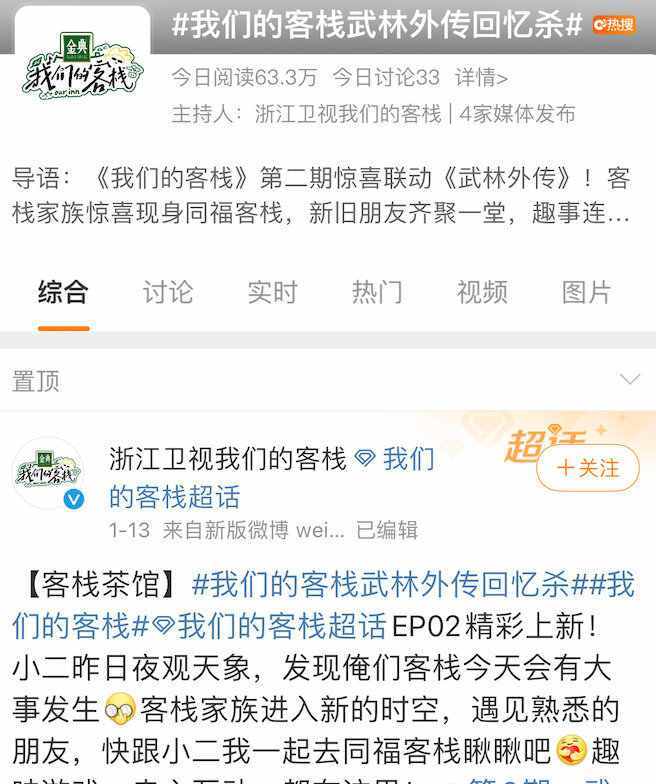 #我们的客栈武林外传回忆杀# 热搜
金典
我们的客栈
our inn
今日阅读63.3万 今日讨论33 详情>
主持人：浙江卫视我们的客栈 | 4家媒体发布
导语：《我们的客栈》第二期惊喜联动《武林外传》！客
栈家族惊喜现身同福客栈，新旧朋友齐聚一堂，趣事连...
综合 讨论 实时 热门 视频 图片
置顶
超话
浙江卫视我们的客栈 我们
的客栈超话
+关注
金典
我们的客栈
1-13 来自新版微博 wei... 已编辑
【客栈茶馆】#我们的客栈武林外传回忆杀##我
们的客栈#我们的客栈超话 EP02精彩上新！
小二昨日夜观天象，发现俺们客栈今天会有大
事发生客栈家族进入新的时空，遇见熟悉的
朋友，快跟小二我一起去同福客栈瞅瞅吧趣